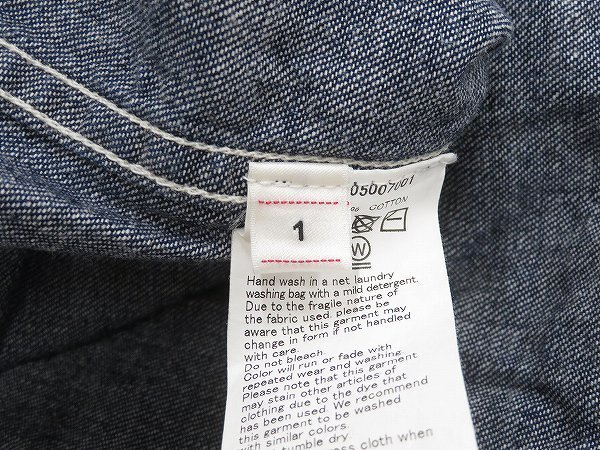 05007001
COTTON
1
W
Hand wash in a net laundry
washing bag with a mild detergent.
Due to the fragile nature of
the fabric used, please be
aware that this garment may
change in form if not handled
with care.
Do not bleach.
Color will run or fade with
repeated wear and washing
Please note that this garment
may stain other articles of
clothing due to the dye that
has been used. We recommend
this garment to be washed
with similar colors.
tumble dry.
cloth when